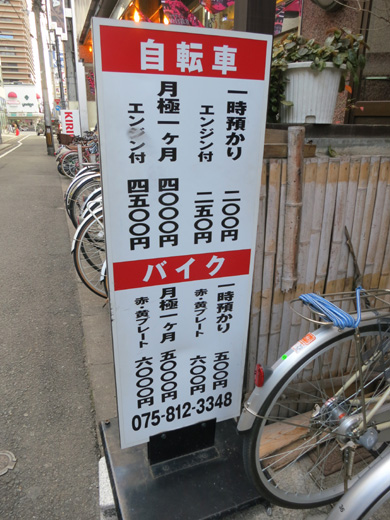 自転車
一時預かり 二〇〇円
エンジン付 二五〇円
月極一ヶ月 四〇〇〇円
エンジン付 四五〇〇円
バイク
一時預かり 五〇〇円
赤・黄プレート 六〇〇円
月極一ヶ月 五〇〇〇円
赤・黄プレート 六〇〇〇円
075-812-3348
KIRI